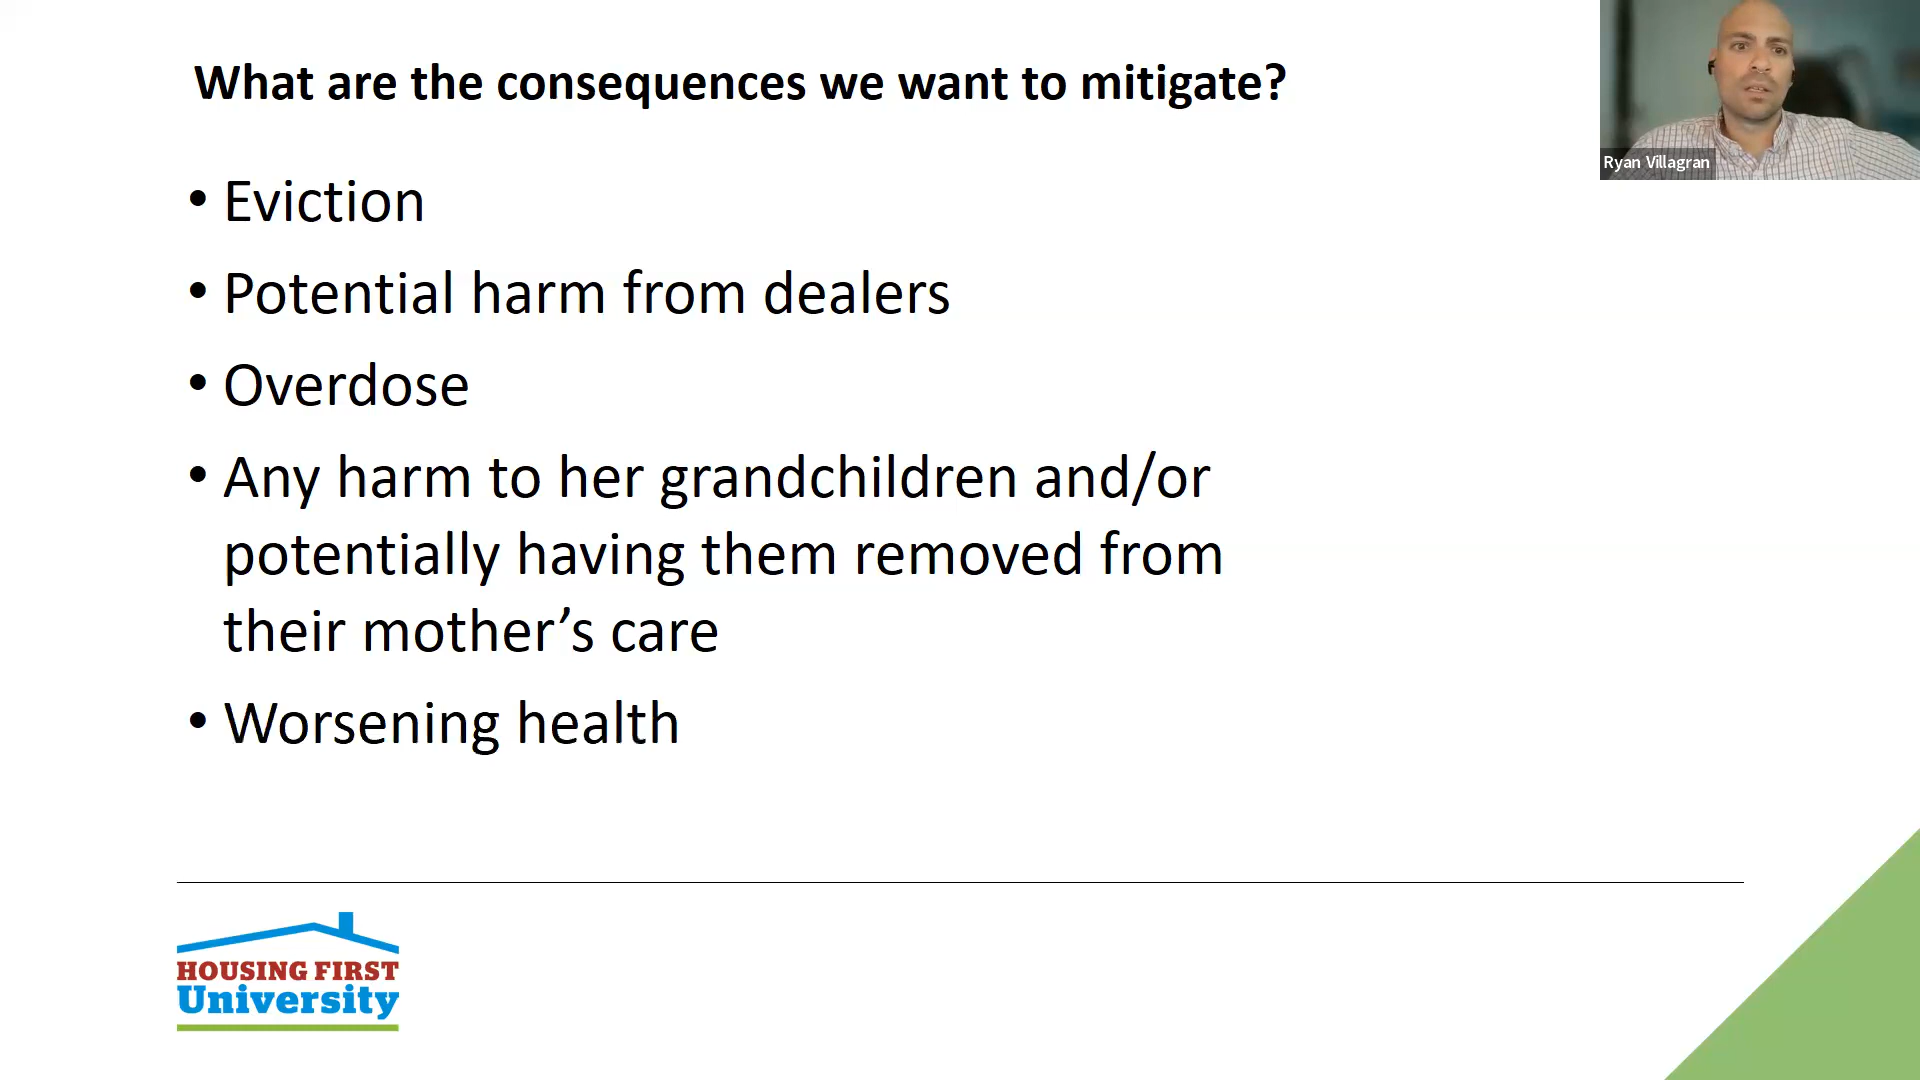 What are the consequences we want to mitigate?
• Eviction
• Potential harm from dealers
• Overdose
• Any harm to her grandchildren and/or
potentially having them removed from
their mother’s care
• Worsening health
Ryan Villagran
HOUSING FIRST
University